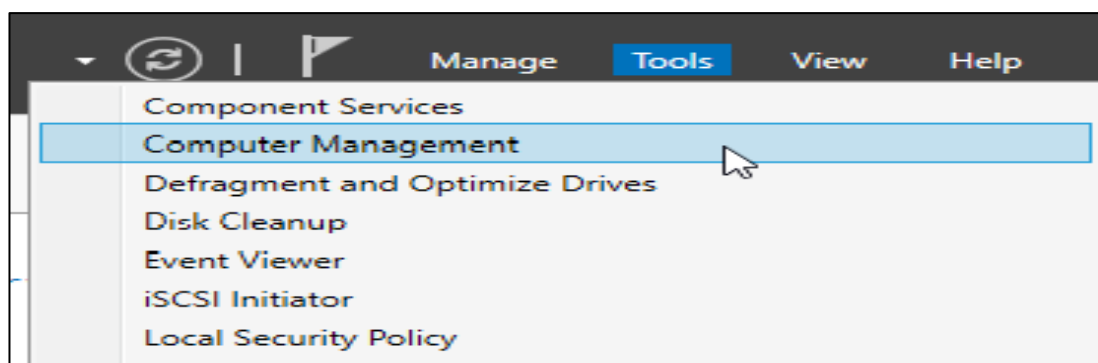 Manage Tools View Help
Component Services
Computer Management
Defragment and Optimize Drives
Disk Cleanup
Event Viewer
iSCSI Initiator
Local Security Policy